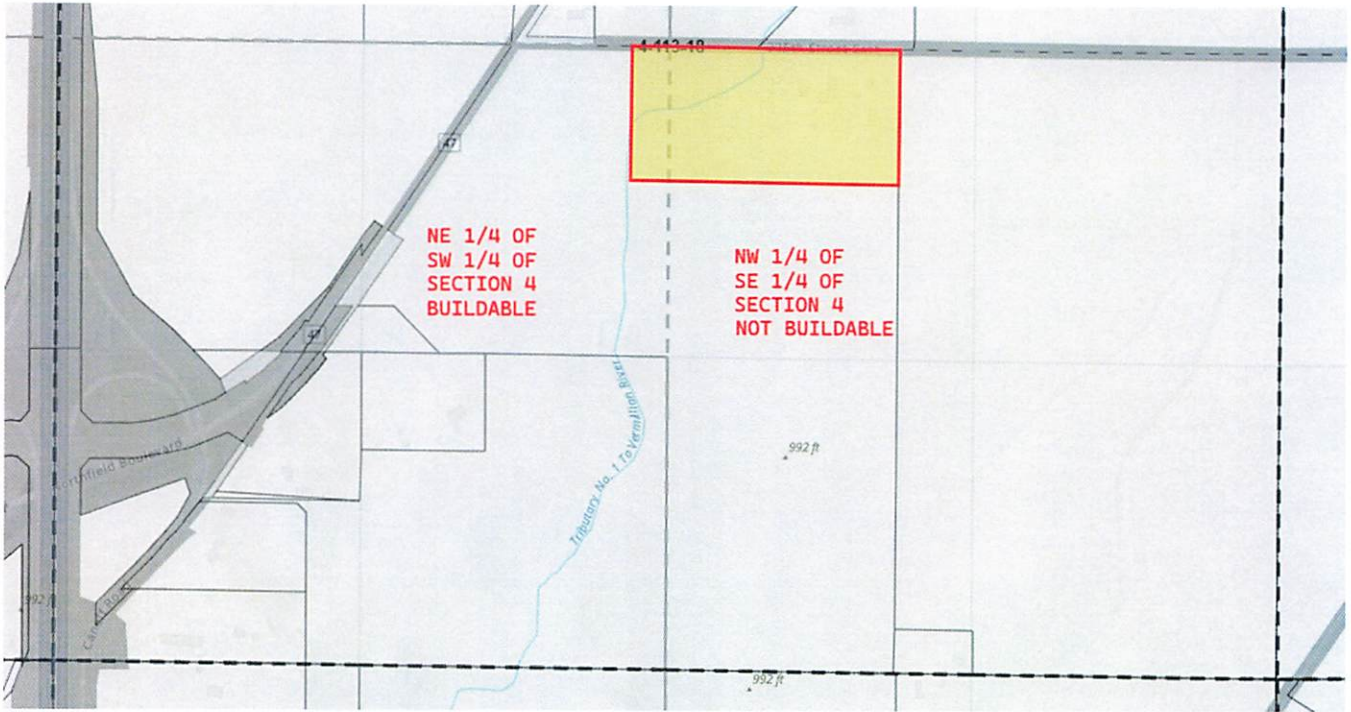 4-113-18
47
NE 1/4 OF
SW 1/4 OF
SECTION 4
BUILDABLE
NW 1/4 OF
SE 1/4 OF
SECTION 4
NOT BUILDABLE
47
Tributary No. 1 To Vermilion River
992 ft
Northfield Boulevard
992 ft
992 ft